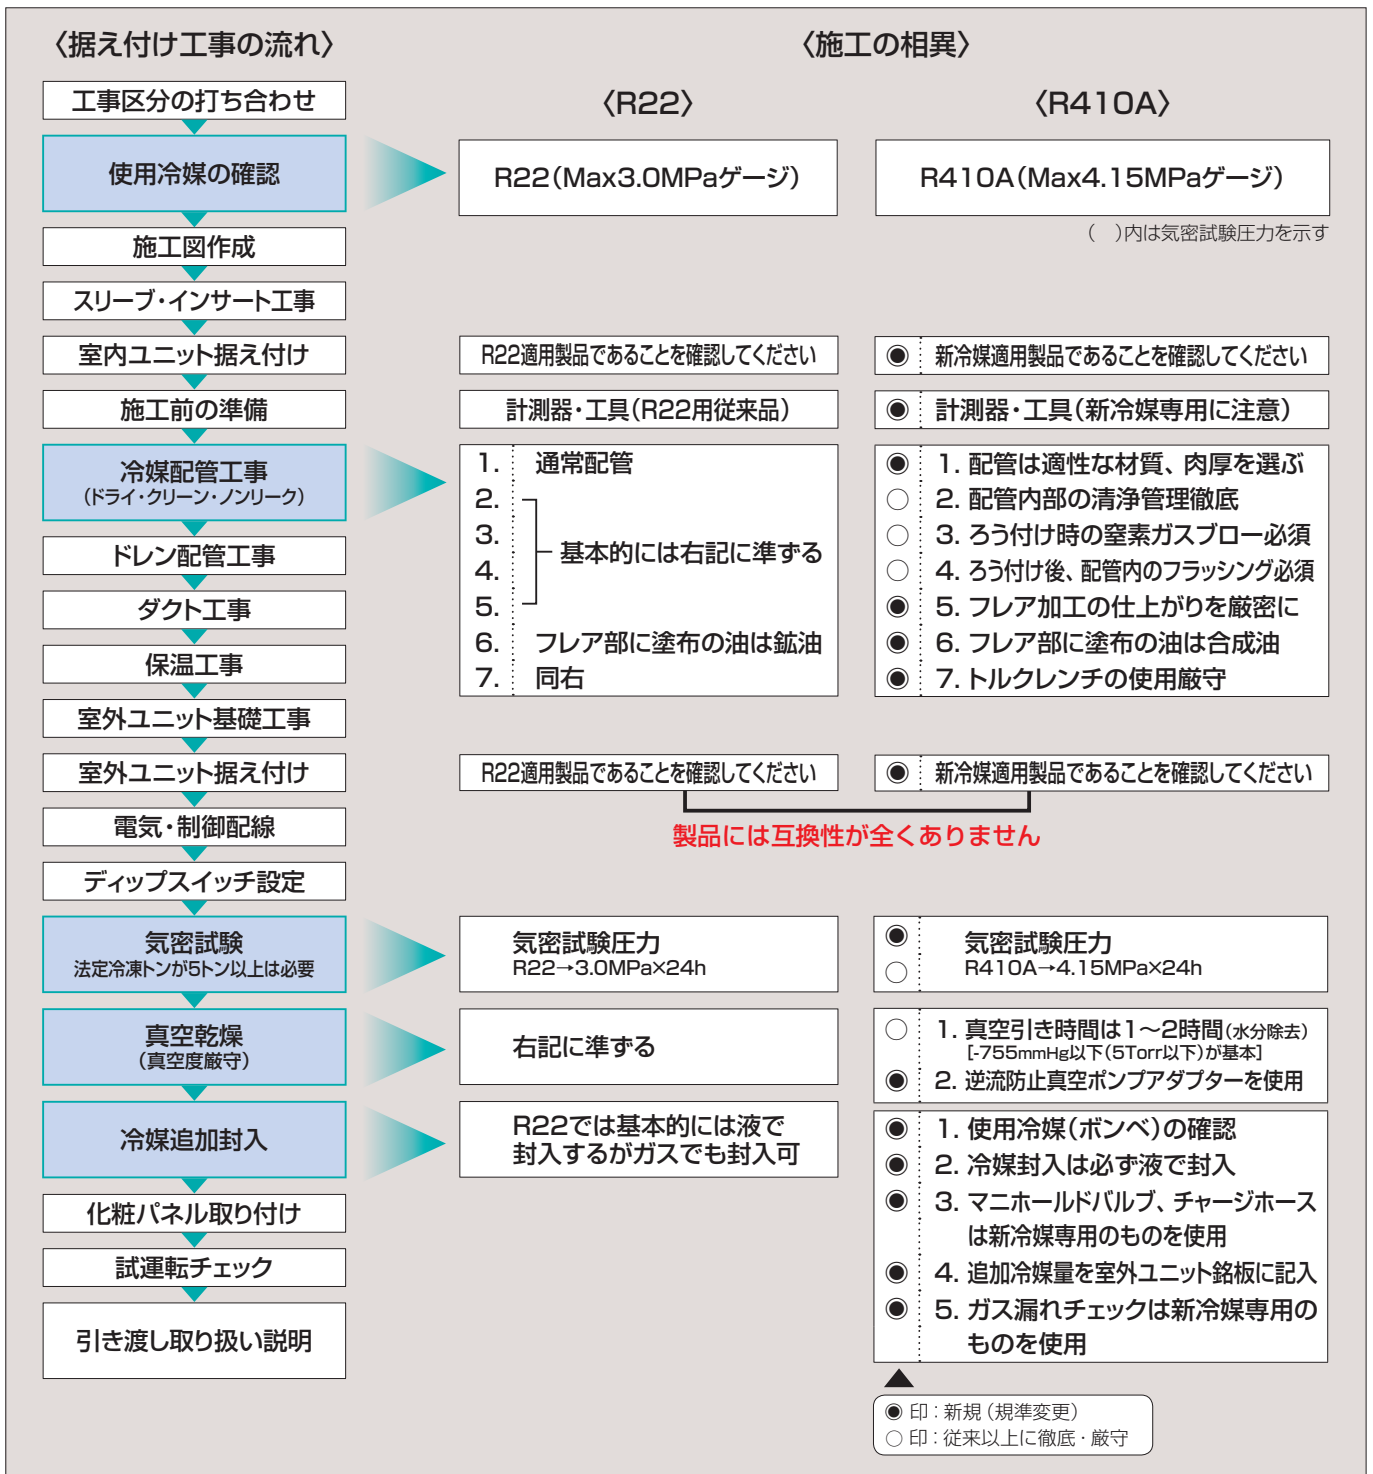 〈据え付け工事の流れ〉
〈施工の相異〉
〈R22〉
〈R410A〉
工事区分の打ち合わせ
使用冷媒の確認
R22(Max3.0MPaゲージ)
R410A(Max4.15MPaゲージ)
(　)内は気密試験圧力を示す
施工図作成
スリーブ・インサート工事
室内ユニット据え付け
R22適用製品であることを確認してください
◉ 新冷媒適用製品であることを確認してください
施工前の準備
計測器・工具(R22用従来品)
◉ 計測器・工具(新冷媒専用に注意)
冷媒配管工事
(ドライ・クリーン・ノンリーク)
1. 通常配管
2.
3.
基本的には右記に準ずる
4.
5.
6. フレア部に塗布の油は鉱油
7. 同右
◉ 1. 配管は適性な材質、肉厚を選ぶ
○ 2. 配管内部の清浄管理徹底
○ 3. ろう付け時の窒素ガスブロー必須
○ 4. ろう付け後、配管内のフラッシング必須
◉ 5. フレア加工の仕上がりを厳密に
◉ 6. フレア部に塗布の油は合成油
◉ 7. トルクレンチの使用厳守
ドレン配管工事
ダクト工事
保温工事
室外ユニット基礎工事
室外ユニット据え付け
R22適用製品であることを確認してください
◉ 新冷媒適用製品であることを確認してください
製品には互換性が全くありません
電気・制御配線
ディップスイッチ設定
気密試験
法定冷凍トンが5トン以上は必要
気密試験圧力
R22→3.0MPa×24h
◉ 気密試験圧力
○ R410A→4.15MPa×24h
真空乾燥
(真空度厳守)
右記に準ずる
○ 1. 真空引き時間は1〜2時間(水分除去)
[-755mmHg以下(5Torr以下)が基本]
◉ 2. 逆流防止真空ポンプアダプターを使用
冷媒追加封入
R22では基本的には液で
封入するがガスでも封入可
◉ 1. 使用冷媒(ボンベ)の確認
◉ 2. 冷媒封入は必ず液で封入
◉ 3. マニホールドバルブ、チャージホース
は新冷媒専用のものを使用
◉ 4. 追加冷媒量を室外ユニット銘板に記入
◉ 5. ガス漏れチェックは新冷媒専用の
ものを使用
化粧パネル取り付け
試運転チェック
引き渡し取り扱い説明
◉ 印：新規(規準変更)
○ 印：従来以上に徹底・厳守